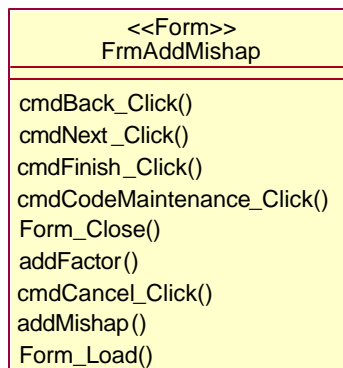 <<Form>>
FrmAddMishap
cmdBack_Click()
cmdNext_Click()
cmdFinish_Click()
cmdCodeMaintenance_Click()
Form_Close()
addFactor()
cmdCancel_Click()
addMishap()
Form_Load()